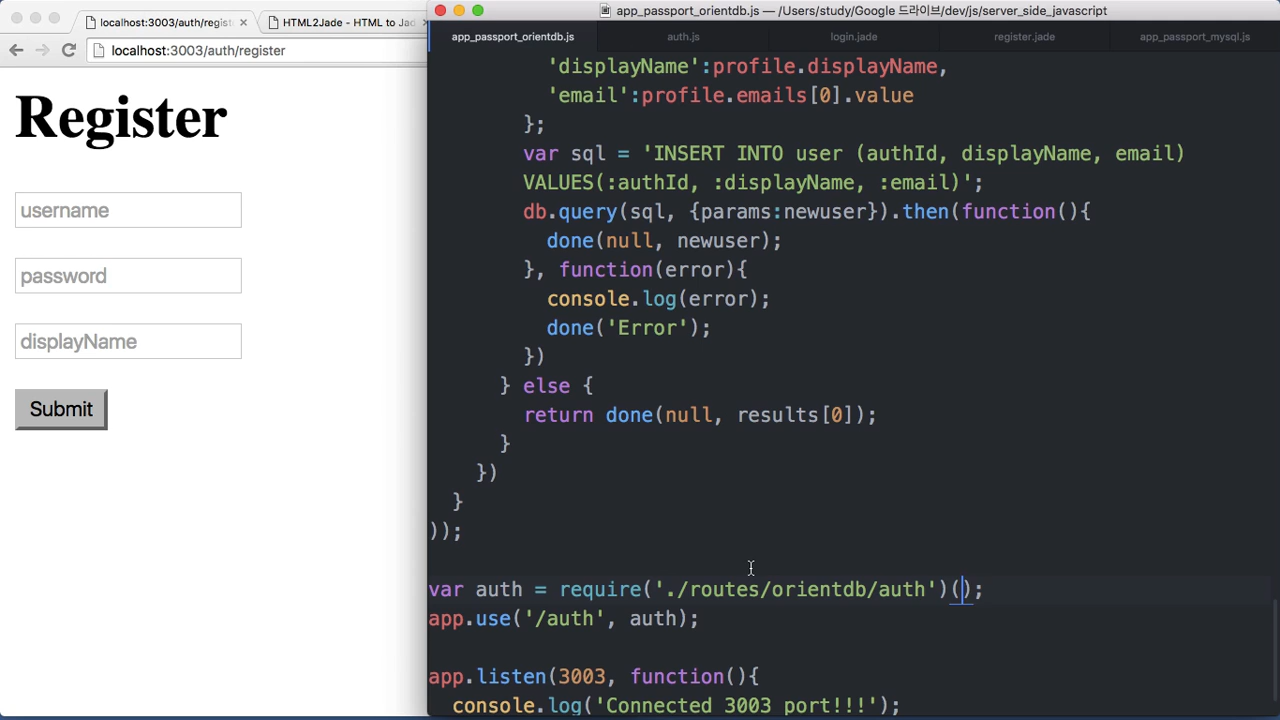 localhost:3003/auth/registe
HTML2Jade - HTML to Jad
localhost:3003/auth/register
Register
username
password
displayName
Submit
app_passport_orientdb.js — /Users/study/Google 드라이브/dev/js/server_side_javascript
app_passport_orientdb.js
auth.js
login.jade
register.jade
app_passport_mysql.js
'displayName':profile.displayName,
'email':profile.emails[0].value
};
var sql = 'INSERT INTO user (authId, displayName, email)
VALUES(:authId, :displayName, :email)';
db.query(sql, {params:newuser}).then(function(){
done(null, newuser);
}, function(error){
console.log(error);
done('Error');
})
} else {
return done(null, results[0]);
}
})
}
));
var auth = require('./routes/orientdb/auth')();
app.use('/auth', auth);
app.listen(3003, function(){
console.log('Connected 3003 port!!!');